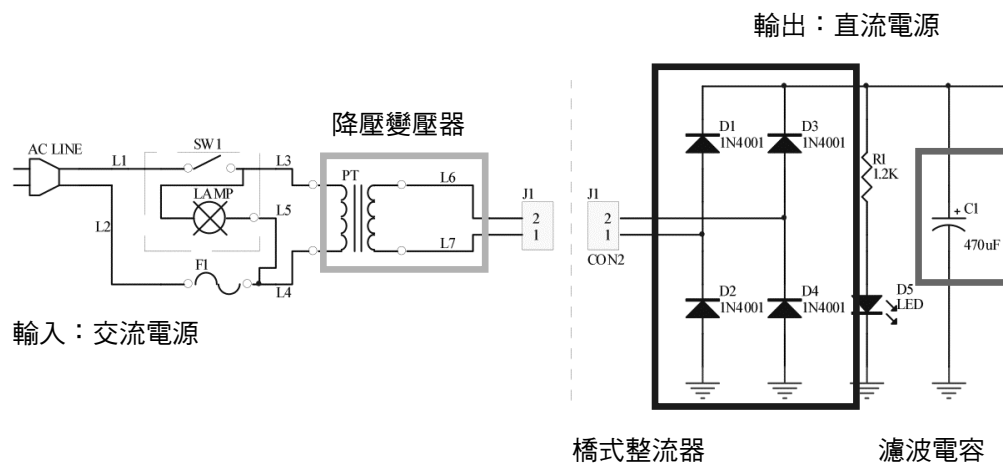 輸出：直流電源
降壓變壓器
AC LINE
L1
SW1
L3
LAMP
L2
L5
F1
L4
PT
L6
L7
J1
2
1
J1
2
1
CON2
D1
1N4001
D3
1N4001
D2
1N4001
D4
1N4001
R1
1.2K
D5
LED
+
C1
470uF
輸入：交流電源
橋式整流器
濾波電容